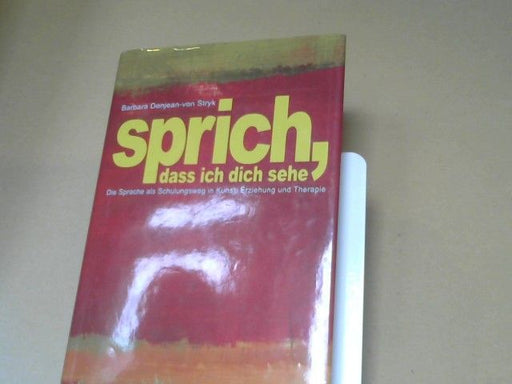 Barbara Denjean-von Stryk
sprich,
dass ich dich sehe
Die Sprache als Schulungsweg in Kunst, Erziehung und Therapie